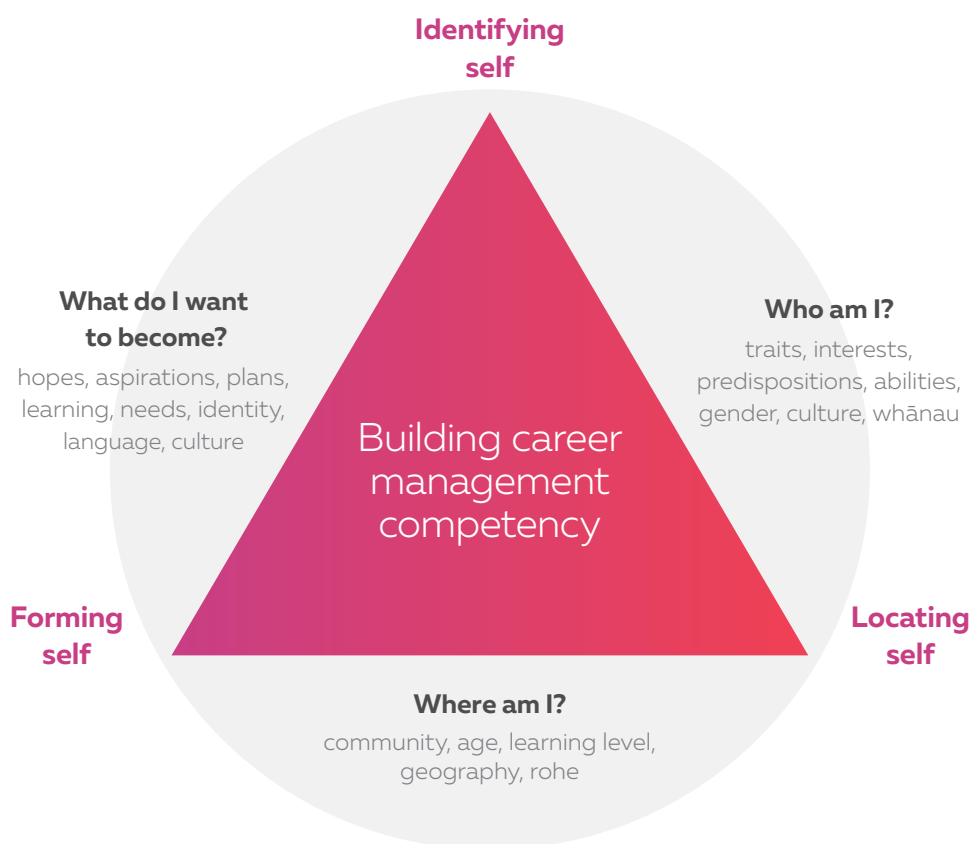 Identifying
self
What do I want
to become?
hopes, aspirations, plans,
learning, needs, identity,
language, culture
Who am I?
traits, interests,
predispositions, abilities,
gender, culture, whānau
Building career
management
competency
Forming
self
Locating
self
Where am I?
community, age, learning level,
geography, rohe